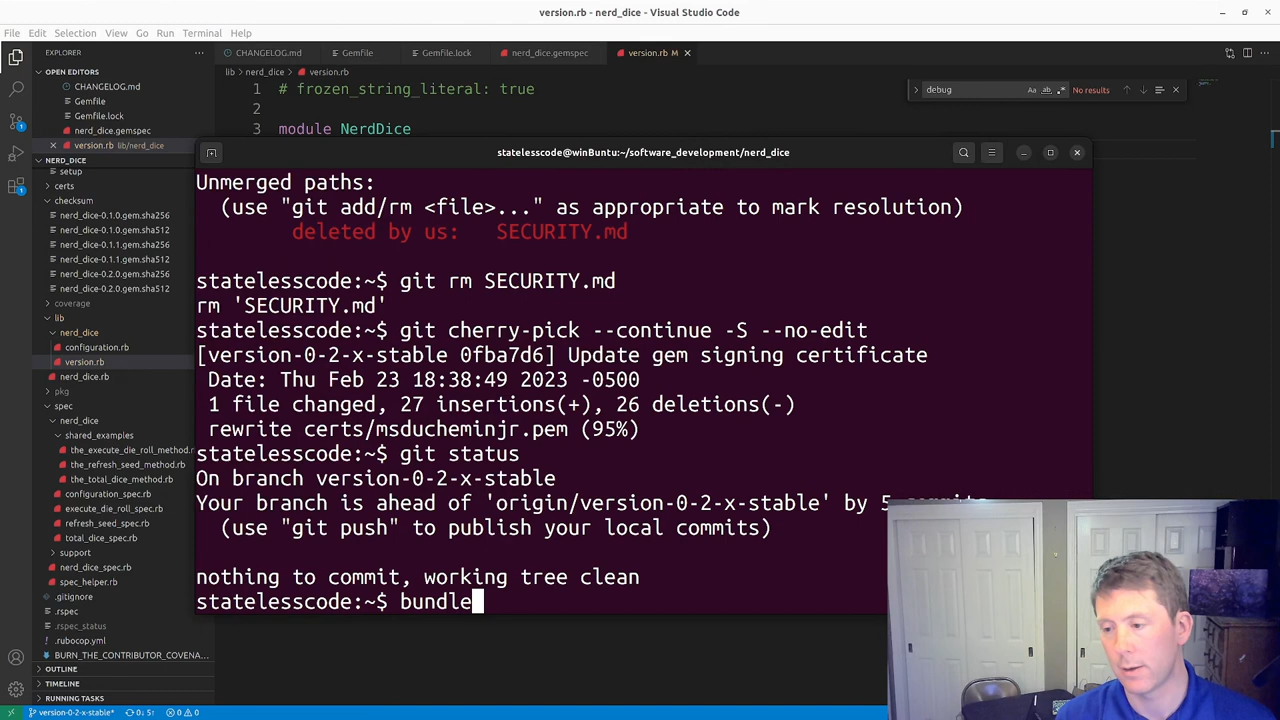 version.rb - nerd_dice - Visual Studio Code
File Edit Selection View Go Run Terminal Help
EXPLORER
CHANGELOG.md Gemfile Gemfile.lock nerd_dice.gemspec version.rb M
OPEN EDITORS
CHANGELOG.md
Gemfile
Gemfile.lock
nerd_dice.gemspec
version.rb lib/nerd_dice
NERD_DICE
setup
certs
checksum
nerd_dice-0.1.0.gem.sha256
nerd_dice-0.1.0.gem.sha512
nerd_dice-0.1.1.gem.sha256
nerd_dice-0.1.1.gem.sha512
nerd_dice-0.2.0.gem.sha256
nerd_dice-0.2.0.gem.sha512
coverage
lib
nerd_dice
configuration.rb
version.rb
nerd_dice.rb
pkg
spec
nerd_dice
shared_examples
the_execute_die_roll_method.rb
the_refresh_seed_method.rb
the_total_dice_method.rb
configuration_spec.rb
execute_die_roll_spec.rb
refresh_seed_spec.rb
total_dice_spec.rb
support
nerd_dice_spec.rb
spec_helper.rb
.gitignore
.rspec
.rspec_status
.rubocop.yml
BURN_THE_CONTRIBUTOR_COVENA...
OUTLINE
TIMELINE
RUNNING TASKS
lib > nerd_dice > version.rb
1 # frozen_string_literal: true
2
3 module NerdDice
debug Aa ab .* No results
statelesscode@winBuntu:~/software_development/nerd_dice
Unmerged paths:
(use "git add/rm <file>..." as appropriate to mark resolution)
deleted by us: SECURITY.md
statelesscode:~$ git rm SECURITY.md
rm 'SECURITY.md'
statelesscode:~$ git cherry-pick --continue -S --no-edit
[version-0-2-x-stable 0fba7d6] Update gem signing certificate
Date: Thu Feb 23 18:38:49 2023 -0500
1 file changed, 27 insertions(+), 26 deletions(-)
rewrite certs/msducheminjr.pem (95%)
statelesscode:~$ git status
On branch version-0-2-x-stable
Your branch is ahead of 'origin/version-0-2-x-stable' by 5 commits.
(use "git push" to publish your local commits)
nothing to commit, working tree clean
statelesscode:~$ bundle
version-0-2-x-stable* 0↓ 5↑ 0 0